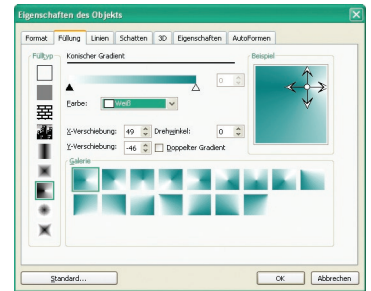 Eigenschaften des Objekts
Format Füllung Linien Schatten 3D Eigenschaften AutoFormen
Fülltyp Konischer Gradient Beispiel
0
Farbe: Weiß
X-Verschiebung: 49 Drehwinkel: 0
Y-Verschiebung: -46 Doppelter Gradient
Galerie
Standard... OK Abbrechen